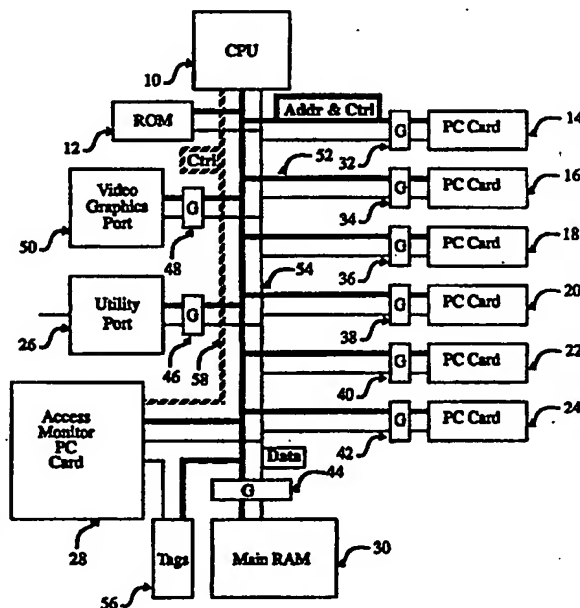 CPU
10
ROM
12
Addr & Ctrl
G
PC Card
14
32
Ctrl
52
G
PC Card
16
34
Video
Graphics
Port
50
G
48
G
PC Card
18
36
54
Utility
Port
26
G
46
58
G
PC Card
20
38
G
PC Card
22
40
G
PC Card
24
42
Access
Monitor
PC
Card
28
Data
G
44
Tags
56
Main RAM
30